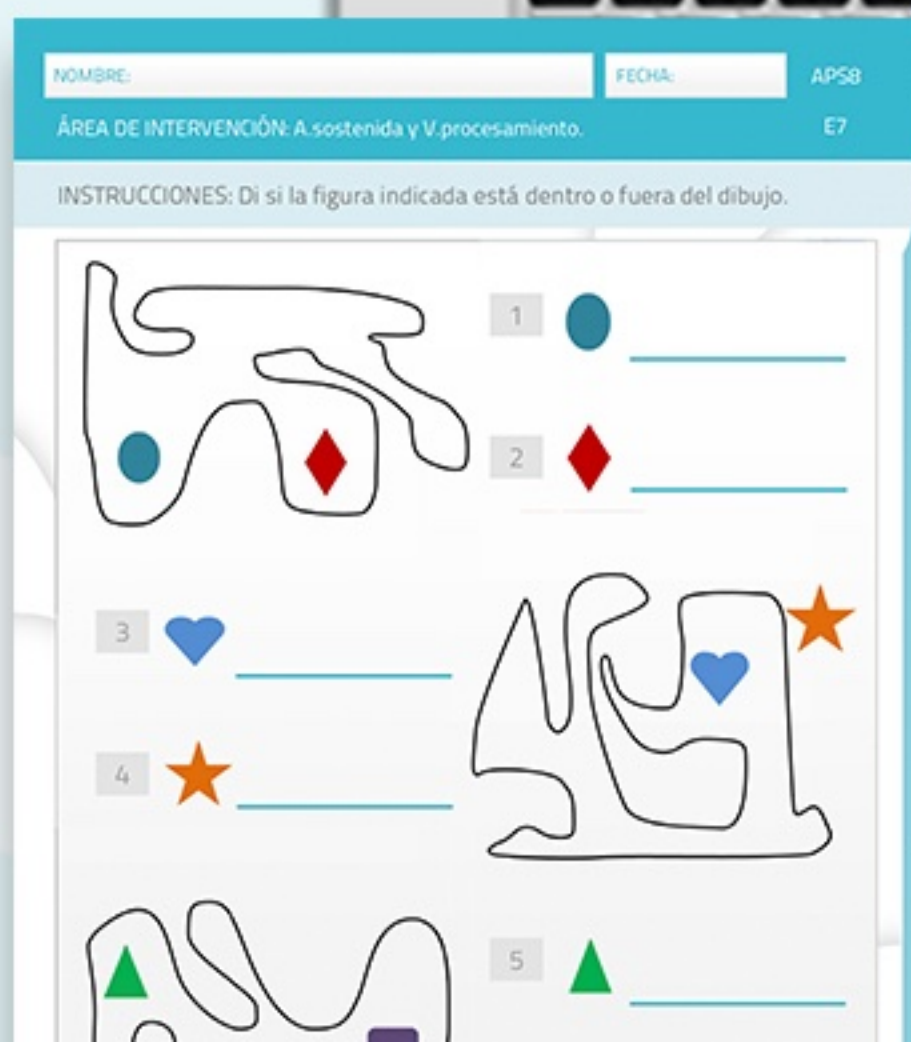 NOMBRE:
FECHA:
APS8
ÁREA DE INTERVENCIÓN: A.sostenida y V.procesamiento.
E7
INSTRUCCIONES: Di si la figura indicada está dentro o fuera del dibujo.
1
2
3
4
5